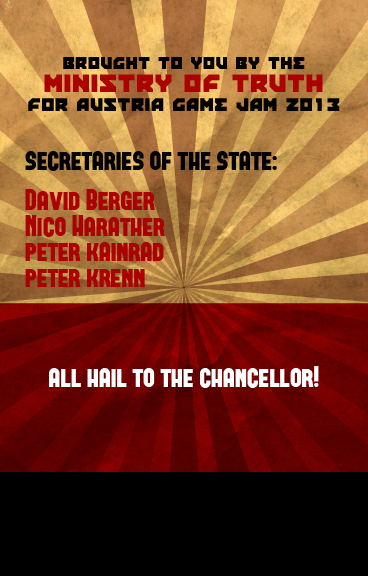 BROUGHT TO YOU BY THE
MINISTRY OF TRUTH
FOR AUSTRIA GAME JAM 2013
SECRETARIES OF THE STATE:
DAVID BERGER
NICO HARATHER
PETER KAINRAD
PETER KRENN
ALL HAIL TO THE CHANCELLOR!